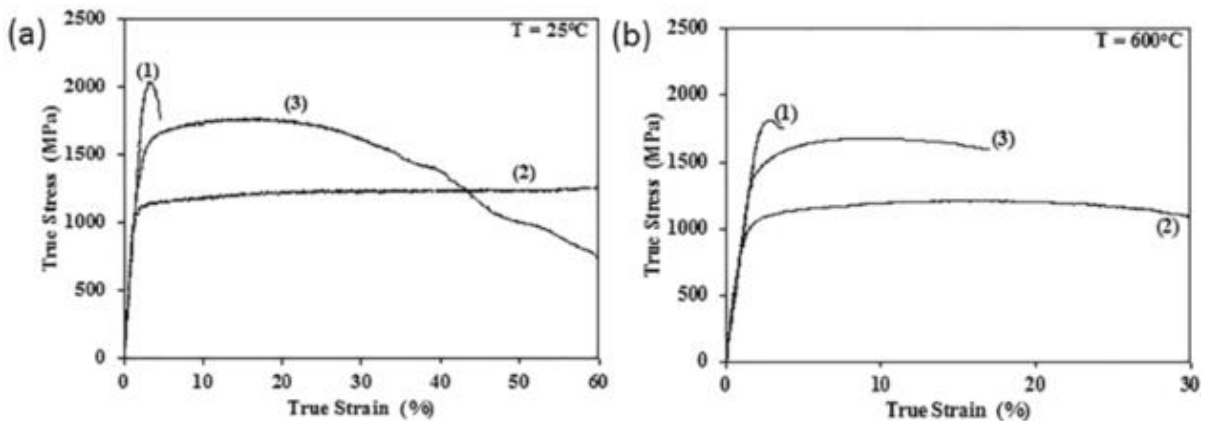 (a)
T = 25°C
2500
2000
1500
1000
500
0
True Stress (MPa)
(1)
(3)
(2)
0 10 20 30 40 50 60
True Strain (%)
(b)
T = 600°C
2500
2000
1500
1000
500
0
True Stress (MPa)
(1)
(3)
(2)
0 10 20 30
True Strain (%)